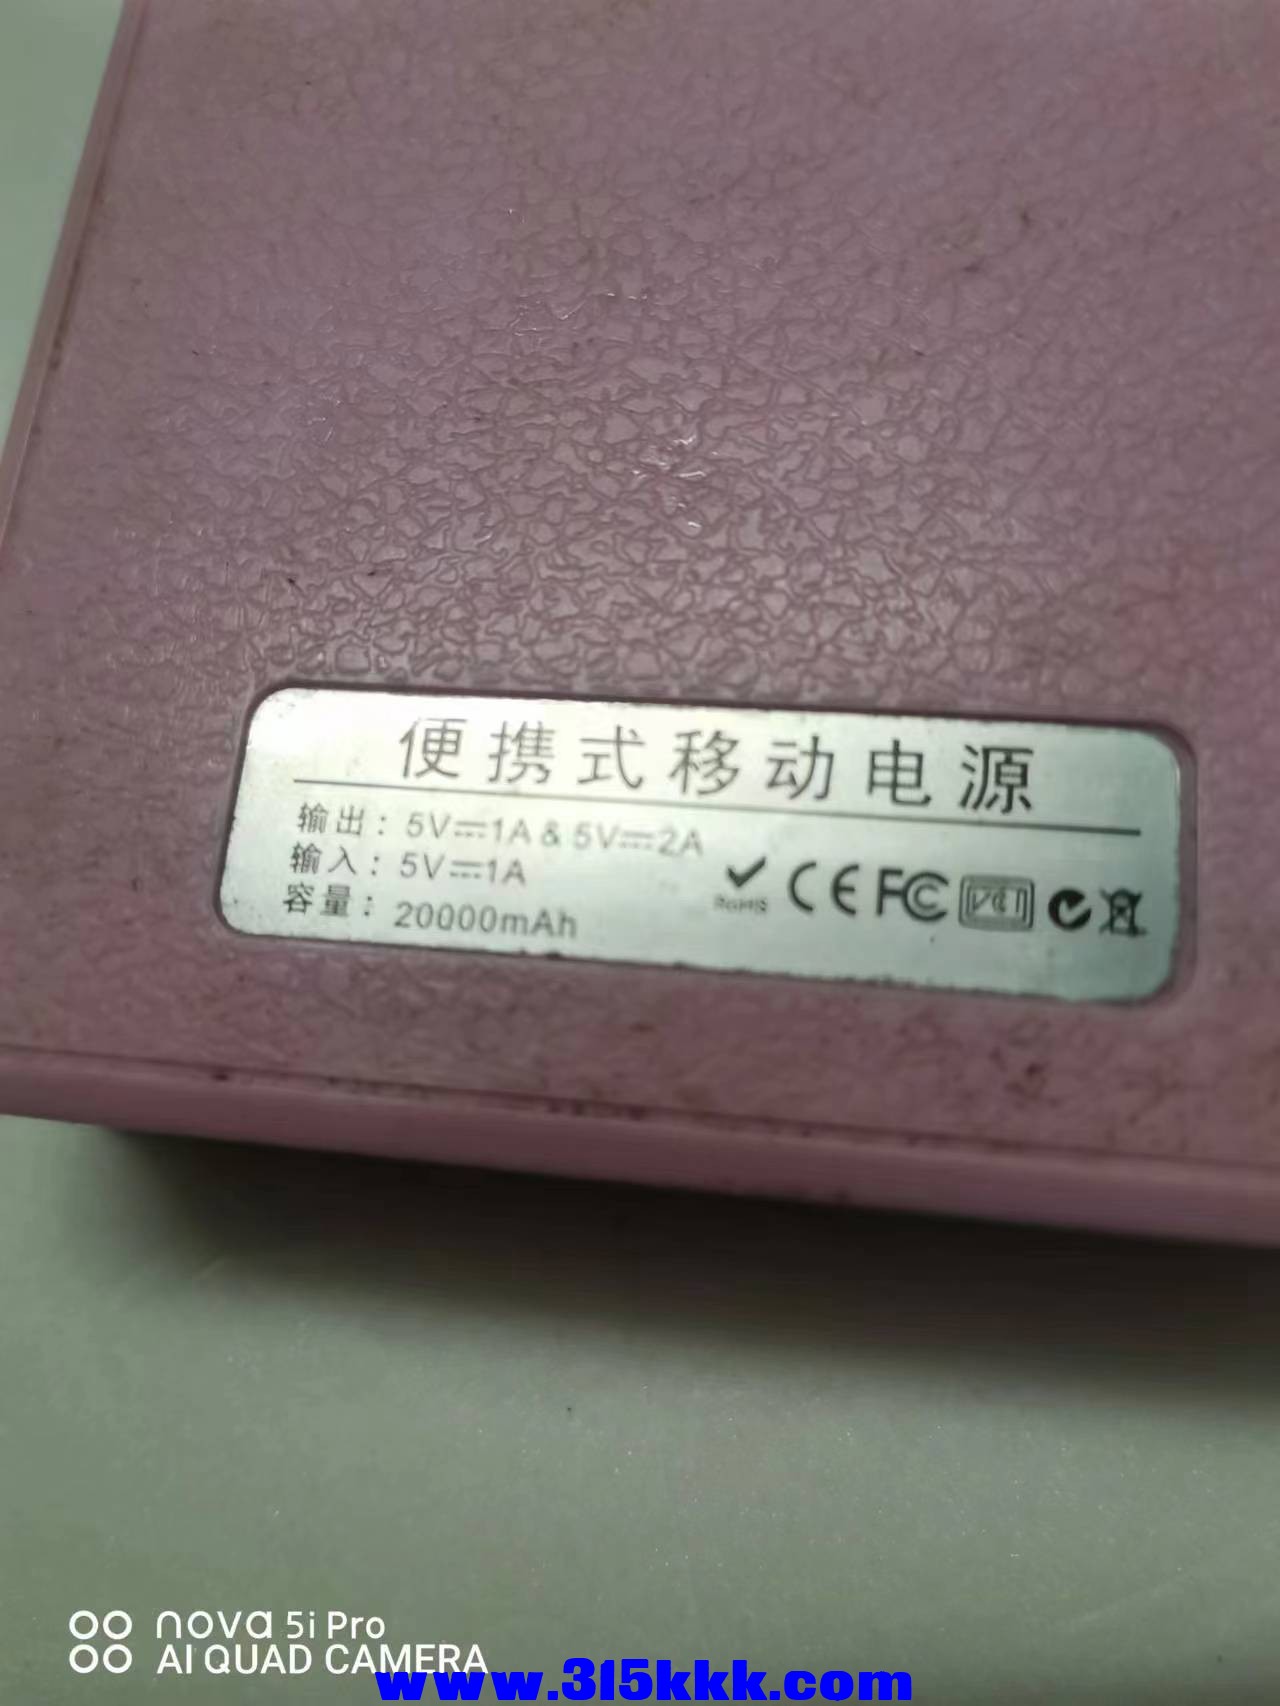 便携式移动电源
输出：5V⎓1A & 5V⎓2A
输入：5V⎓1A
容量：20000mAh
RoHS CE FC VCCI
nova 5i Pro
AI QUAD CAMERA
www.315kkk.com